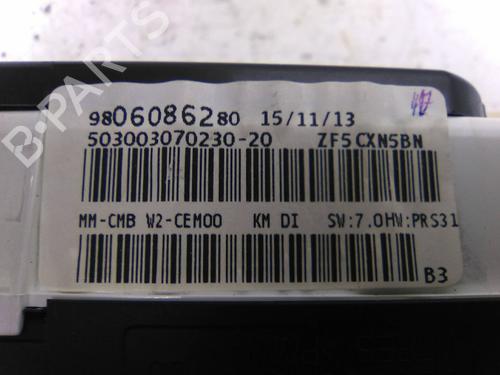 9806086280 15/11/13
503003070230-20 ZF5CXN5BN
MM-CMB W2-CEM00 KM DI SW:7.0HW:PRS31
B3
B-PARTS